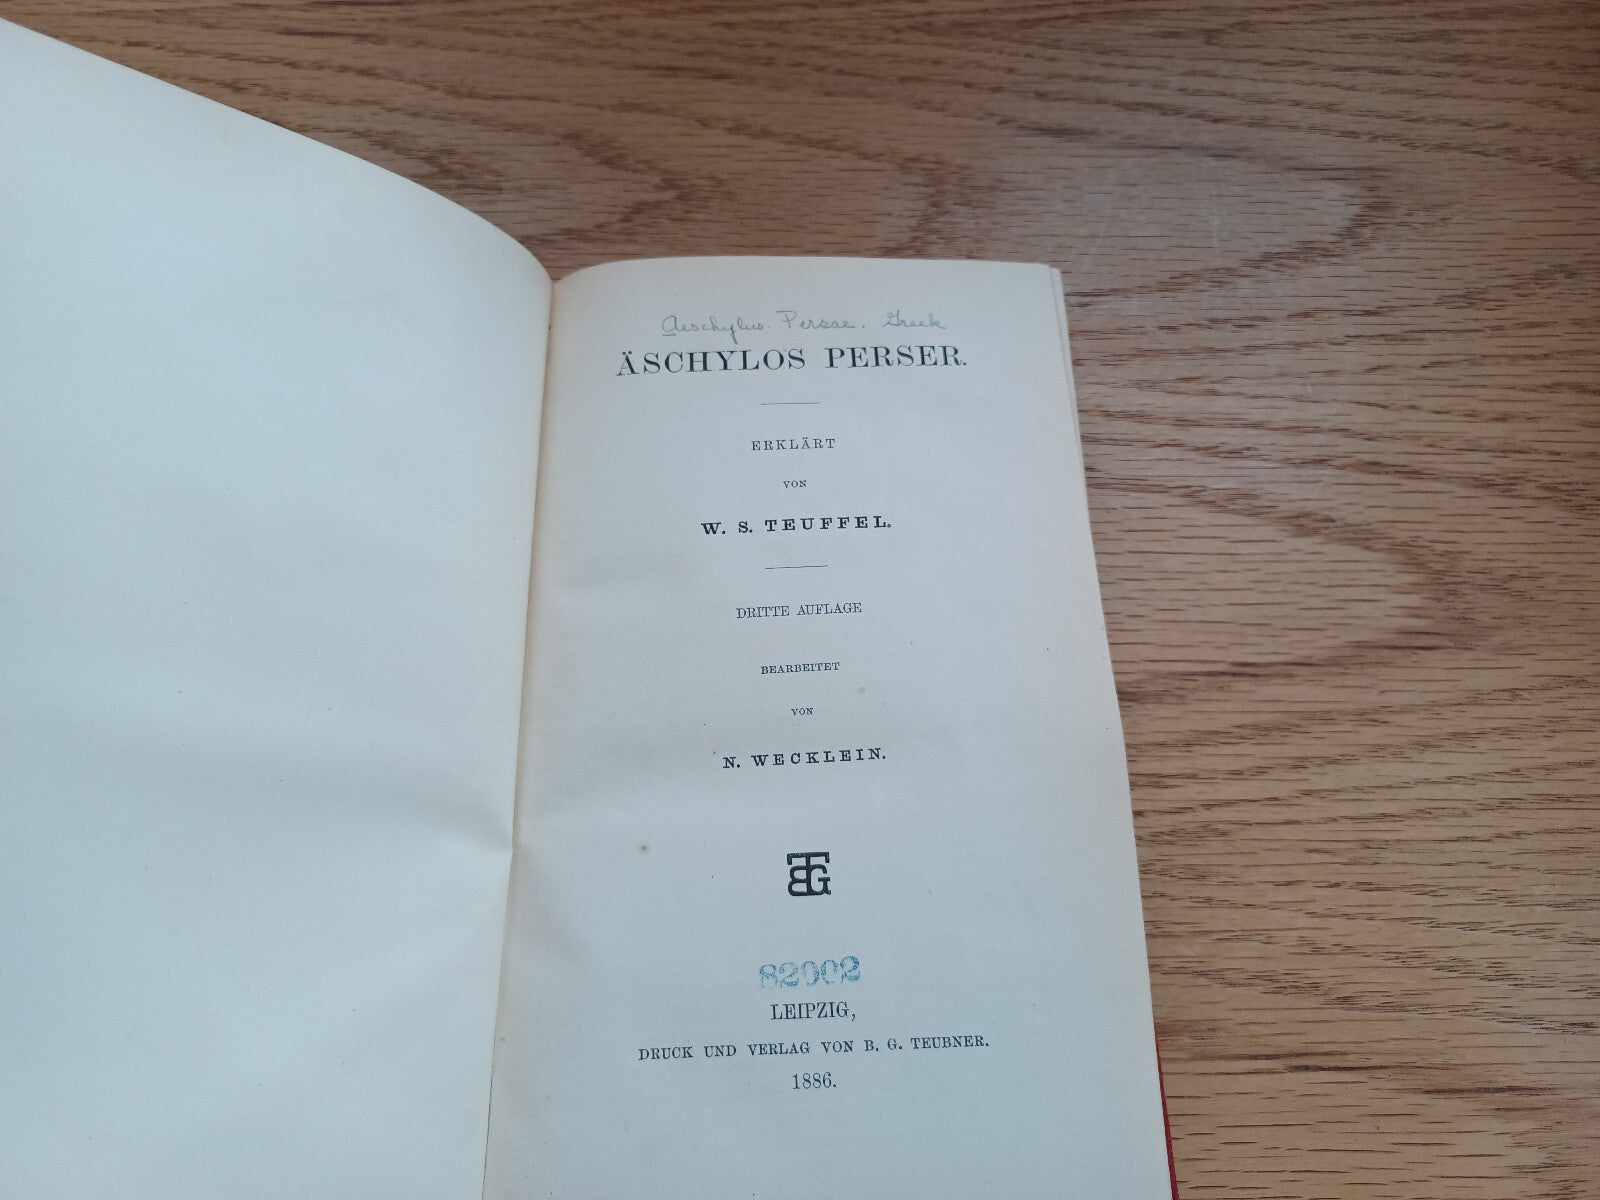 Aeschylus. Persae. Greek
ÄSCHYLOS PERSER.
ERKLÄRT
VON
W. S. TEUFFEL.
DRITTE AUFLAGE
BEARBEITET
VON
N. WECKLEIN.
BTG
82002
LEIPZIG,
DRUCK UND VERLAG VON B. G. TEUBNER.
1886.